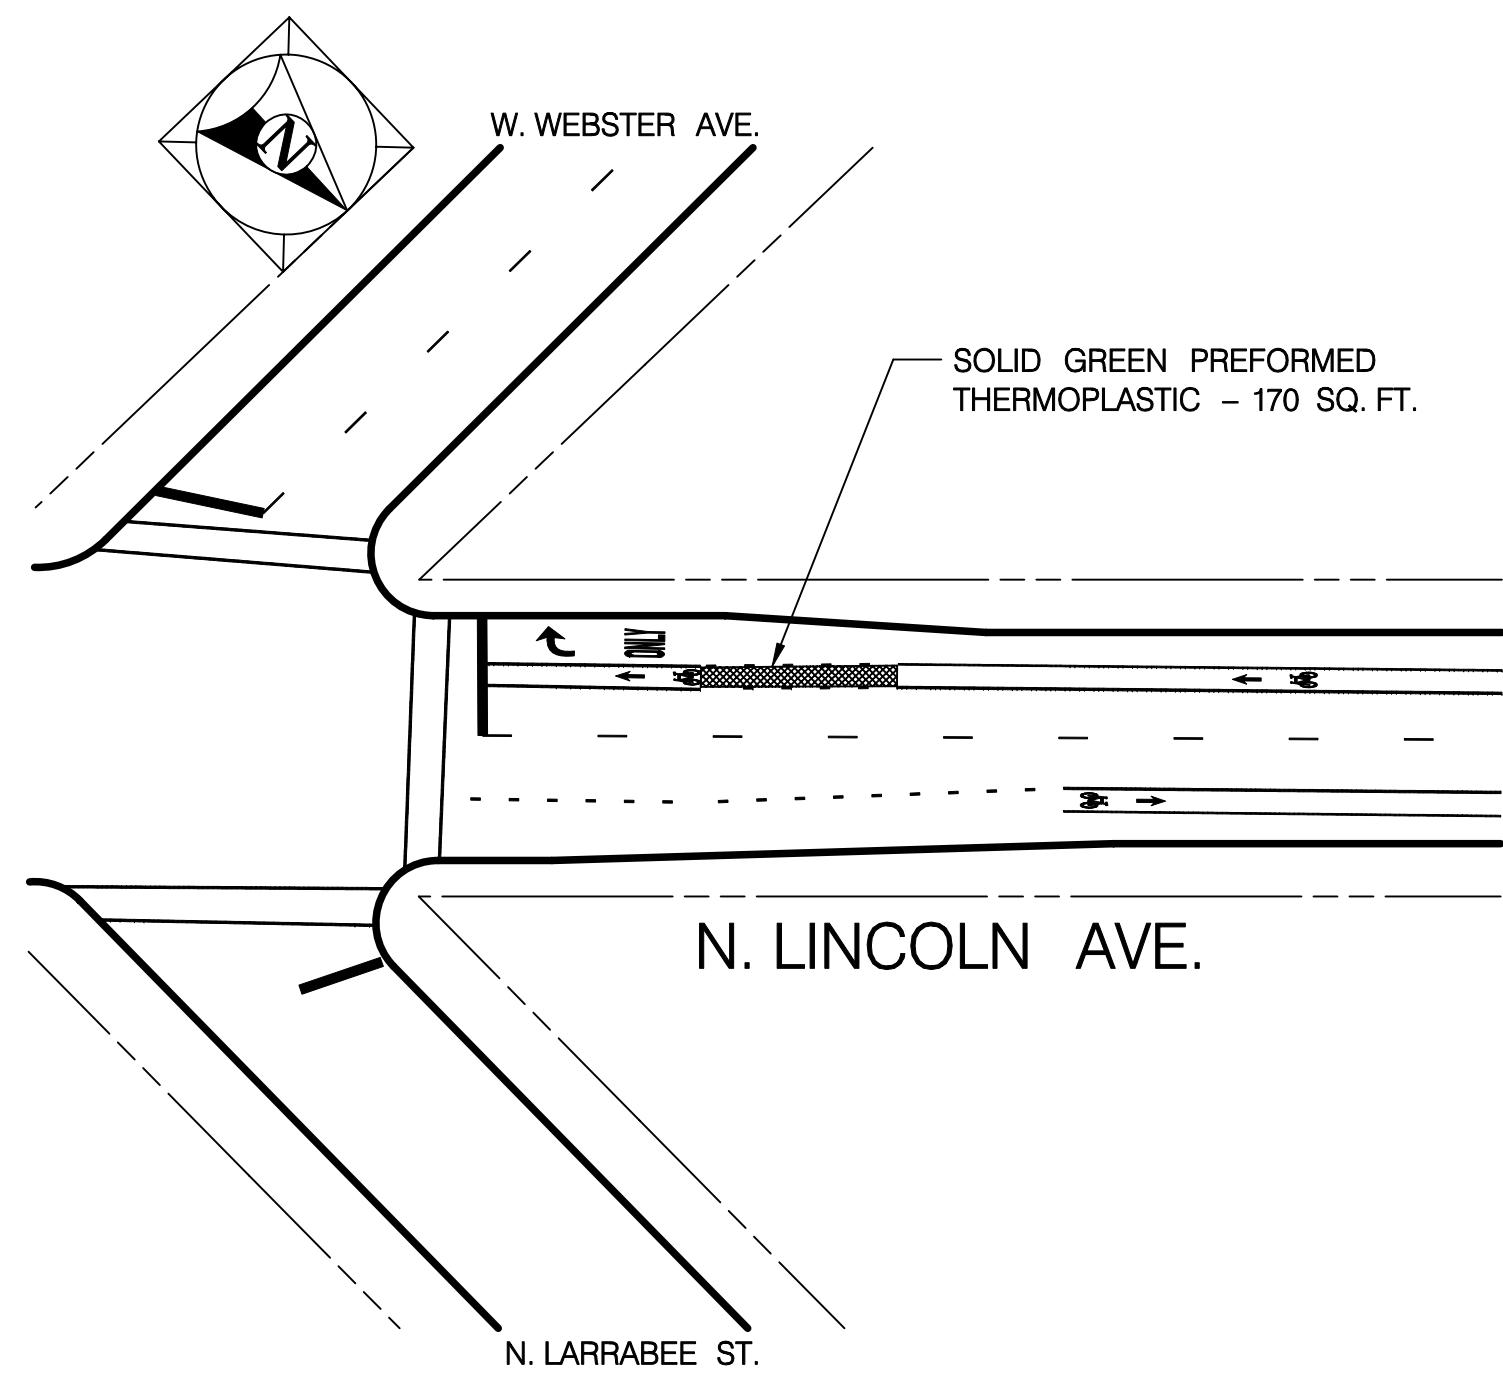 N
W. WEBSTER AVE.
SOLID GREEN PREFORMED
THERMOPLASTIC – 170 SQ. FT.
ONLY
N. LINCOLN AVE.
N. LARRABEE ST.